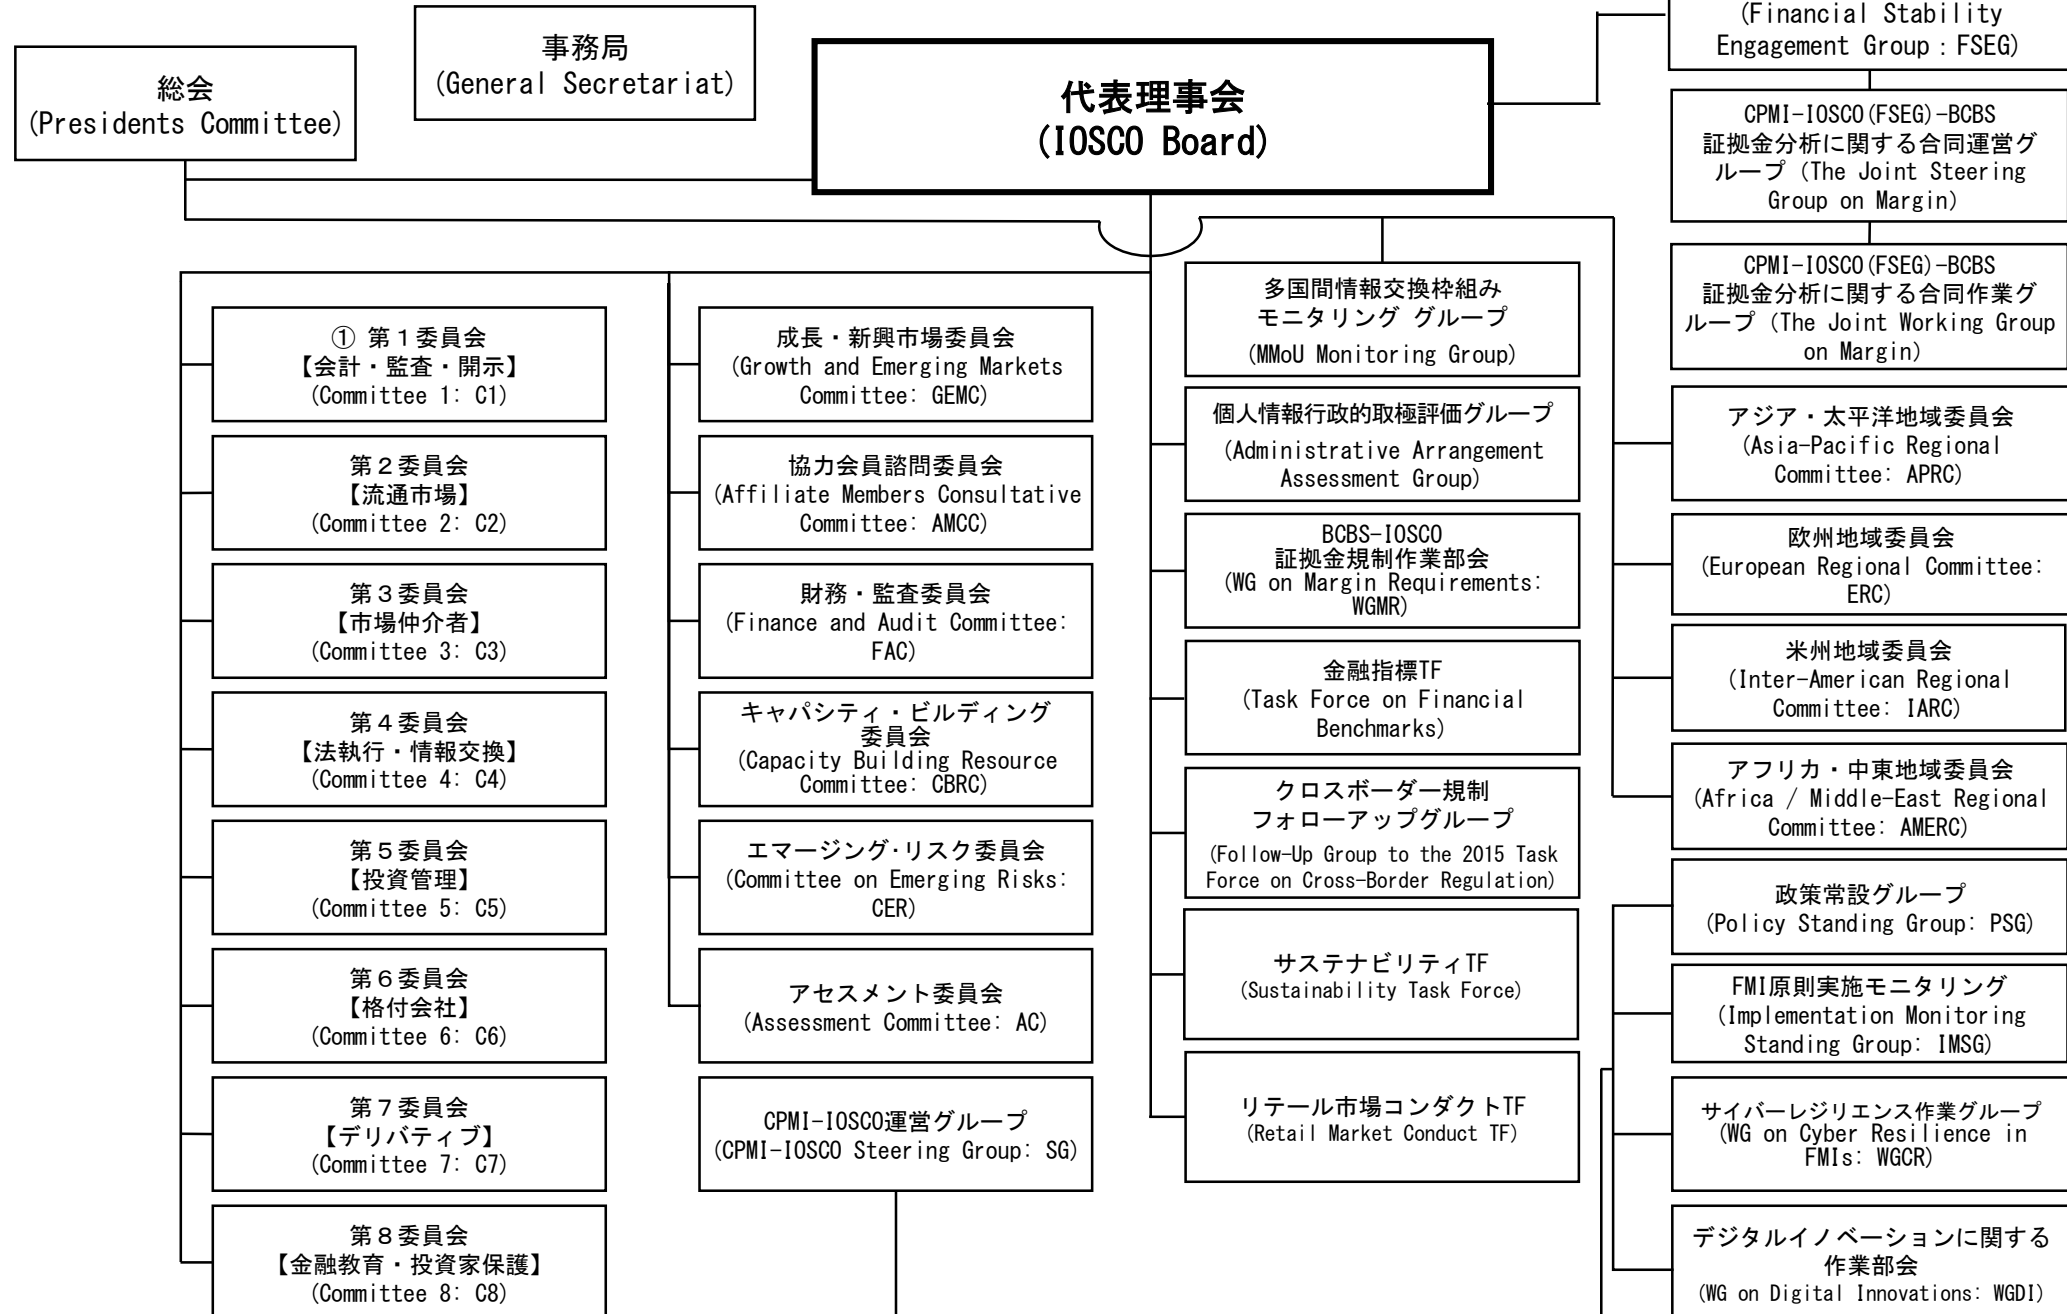 総会
(Presidents Committee)
事務局
(General Secretariat)
代表理事会
(IOSCO Board)
(Financial Stability
Engagement Group：FSEG)
CPMI-IOSCO(FSEG)-BCBS
証拠金分析に関する合同運営グ
ループ (The Joint Steering
Group on Margin)
CPMI-IOSCO(FSEG)-BCBS
証拠金分析に関する合同作業グ
ループ (The Joint Working Group
on Margin)
① 第１委員会
【会計・監査・開示】
(Committee 1: C1)
第２委員会
【流通市場】
(Committee 2: C2)
第３委員会
【市場仲介者】
(Committee 3: C3)
第４委員会
【法執行・情報交換】
(Committee 4: C4)
第５委員会
【投資管理】
(Committee 5: C5)
第６委員会
【格付会社】
(Committee 6: C6)
第７委員会
【デリバティブ】
(Committee 7: C7)
第８委員会
【金融教育・投資家保護】
(Committee 8: C8)
成長・新興市場委員会
(Growth and Emerging Markets
Committee: GEMC)
協力会員諮問委員会
(Affiliate Members Consultative
Committee: AMCC)
財務・監査委員会
(Finance and Audit Committee:
FAC)
キャパシティ・ビルディング
委員会
(Capacity Building Resource
Committee: CBRC)
エマージング･リスク委員会
(Committee on Emerging Risks:
CER)
アセスメント委員会
(Assessment Committee: AC)
CPMI-IOSCO運営グループ
(CPMI-IOSCO Steering Group: SG)
多国間情報交換枠組み
モニタリング グループ
(MMoU Monitoring Group)
個人情報行政的取極評価グループ
(Administrative Arrangement
Assessment Group)
BCBS-IOSCO
証拠金規制作業部会
(WG on Margin Requirements:
WGMR)
金融指標TF
(Task Force on Financial
Benchmarks)
クロスボーダー規制
フォローアップグループ
(Follow-Up Group to the 2015 Task
Force on Cross-Border Regulation)
サステナビリティTF
(Sustainability Task Force)
リテール市場コンダクトTF
(Retail Market Conduct TF)
アジア・太平洋地域委員会
(Asia-Pacific Regional
Committee: APRC)
欧州地域委員会
(European Regional Committee:
ERC)
米州地域委員会
(Inter-American Regional
Committee: IARC)
アフリカ・中東地域委員会
(Africa / Middle-East Regional
Committee: AMERC)
政策常設グループ
(Policy Standing Group: PSG)
FMI原則実施モニタリング
(Implementation Monitoring
Standing Group: IMSG)
サイバーレジリエンス作業グループ
(WG on Cyber Resilience in
FMIs: WGCR)
デジタルイノベーションに関する
作業部会
(WG on Digital Innovations: WGDI)